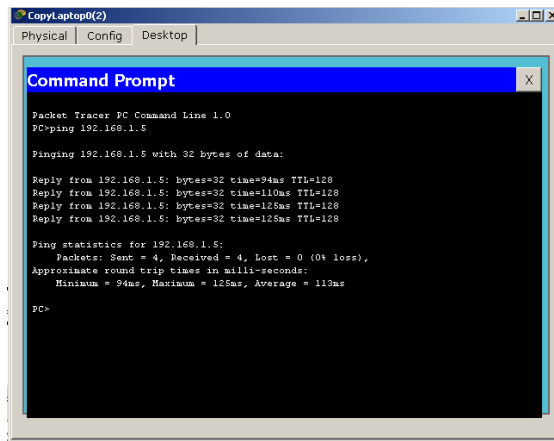 CopyLaptop0(2)
Physical Config Desktop
Command Prompt
X
Packet Tracer PC Command Line 1.0
PC>ping 192.168.1.5
Pinging 192.168.1.5 with 32 bytes of data:
Reply from 192.168.1.5: bytes=32 time=94ms TTL=128
Reply from 192.168.1.5: bytes=32 time=110ms TTL=128
Reply from 192.168.1.5: bytes=32 time=125ms TTL=128
Reply from 192.168.1.5: bytes=32 time=125ms TTL=128
Ping statistics for 192.168.1.5:
Packets: Sent = 4, Received = 4, Lost = 0 (0% loss),
Approximate round trip times in milli-seconds:
Minimum = 94ms, Maximum = 125ms, Average = 113ms
PC>